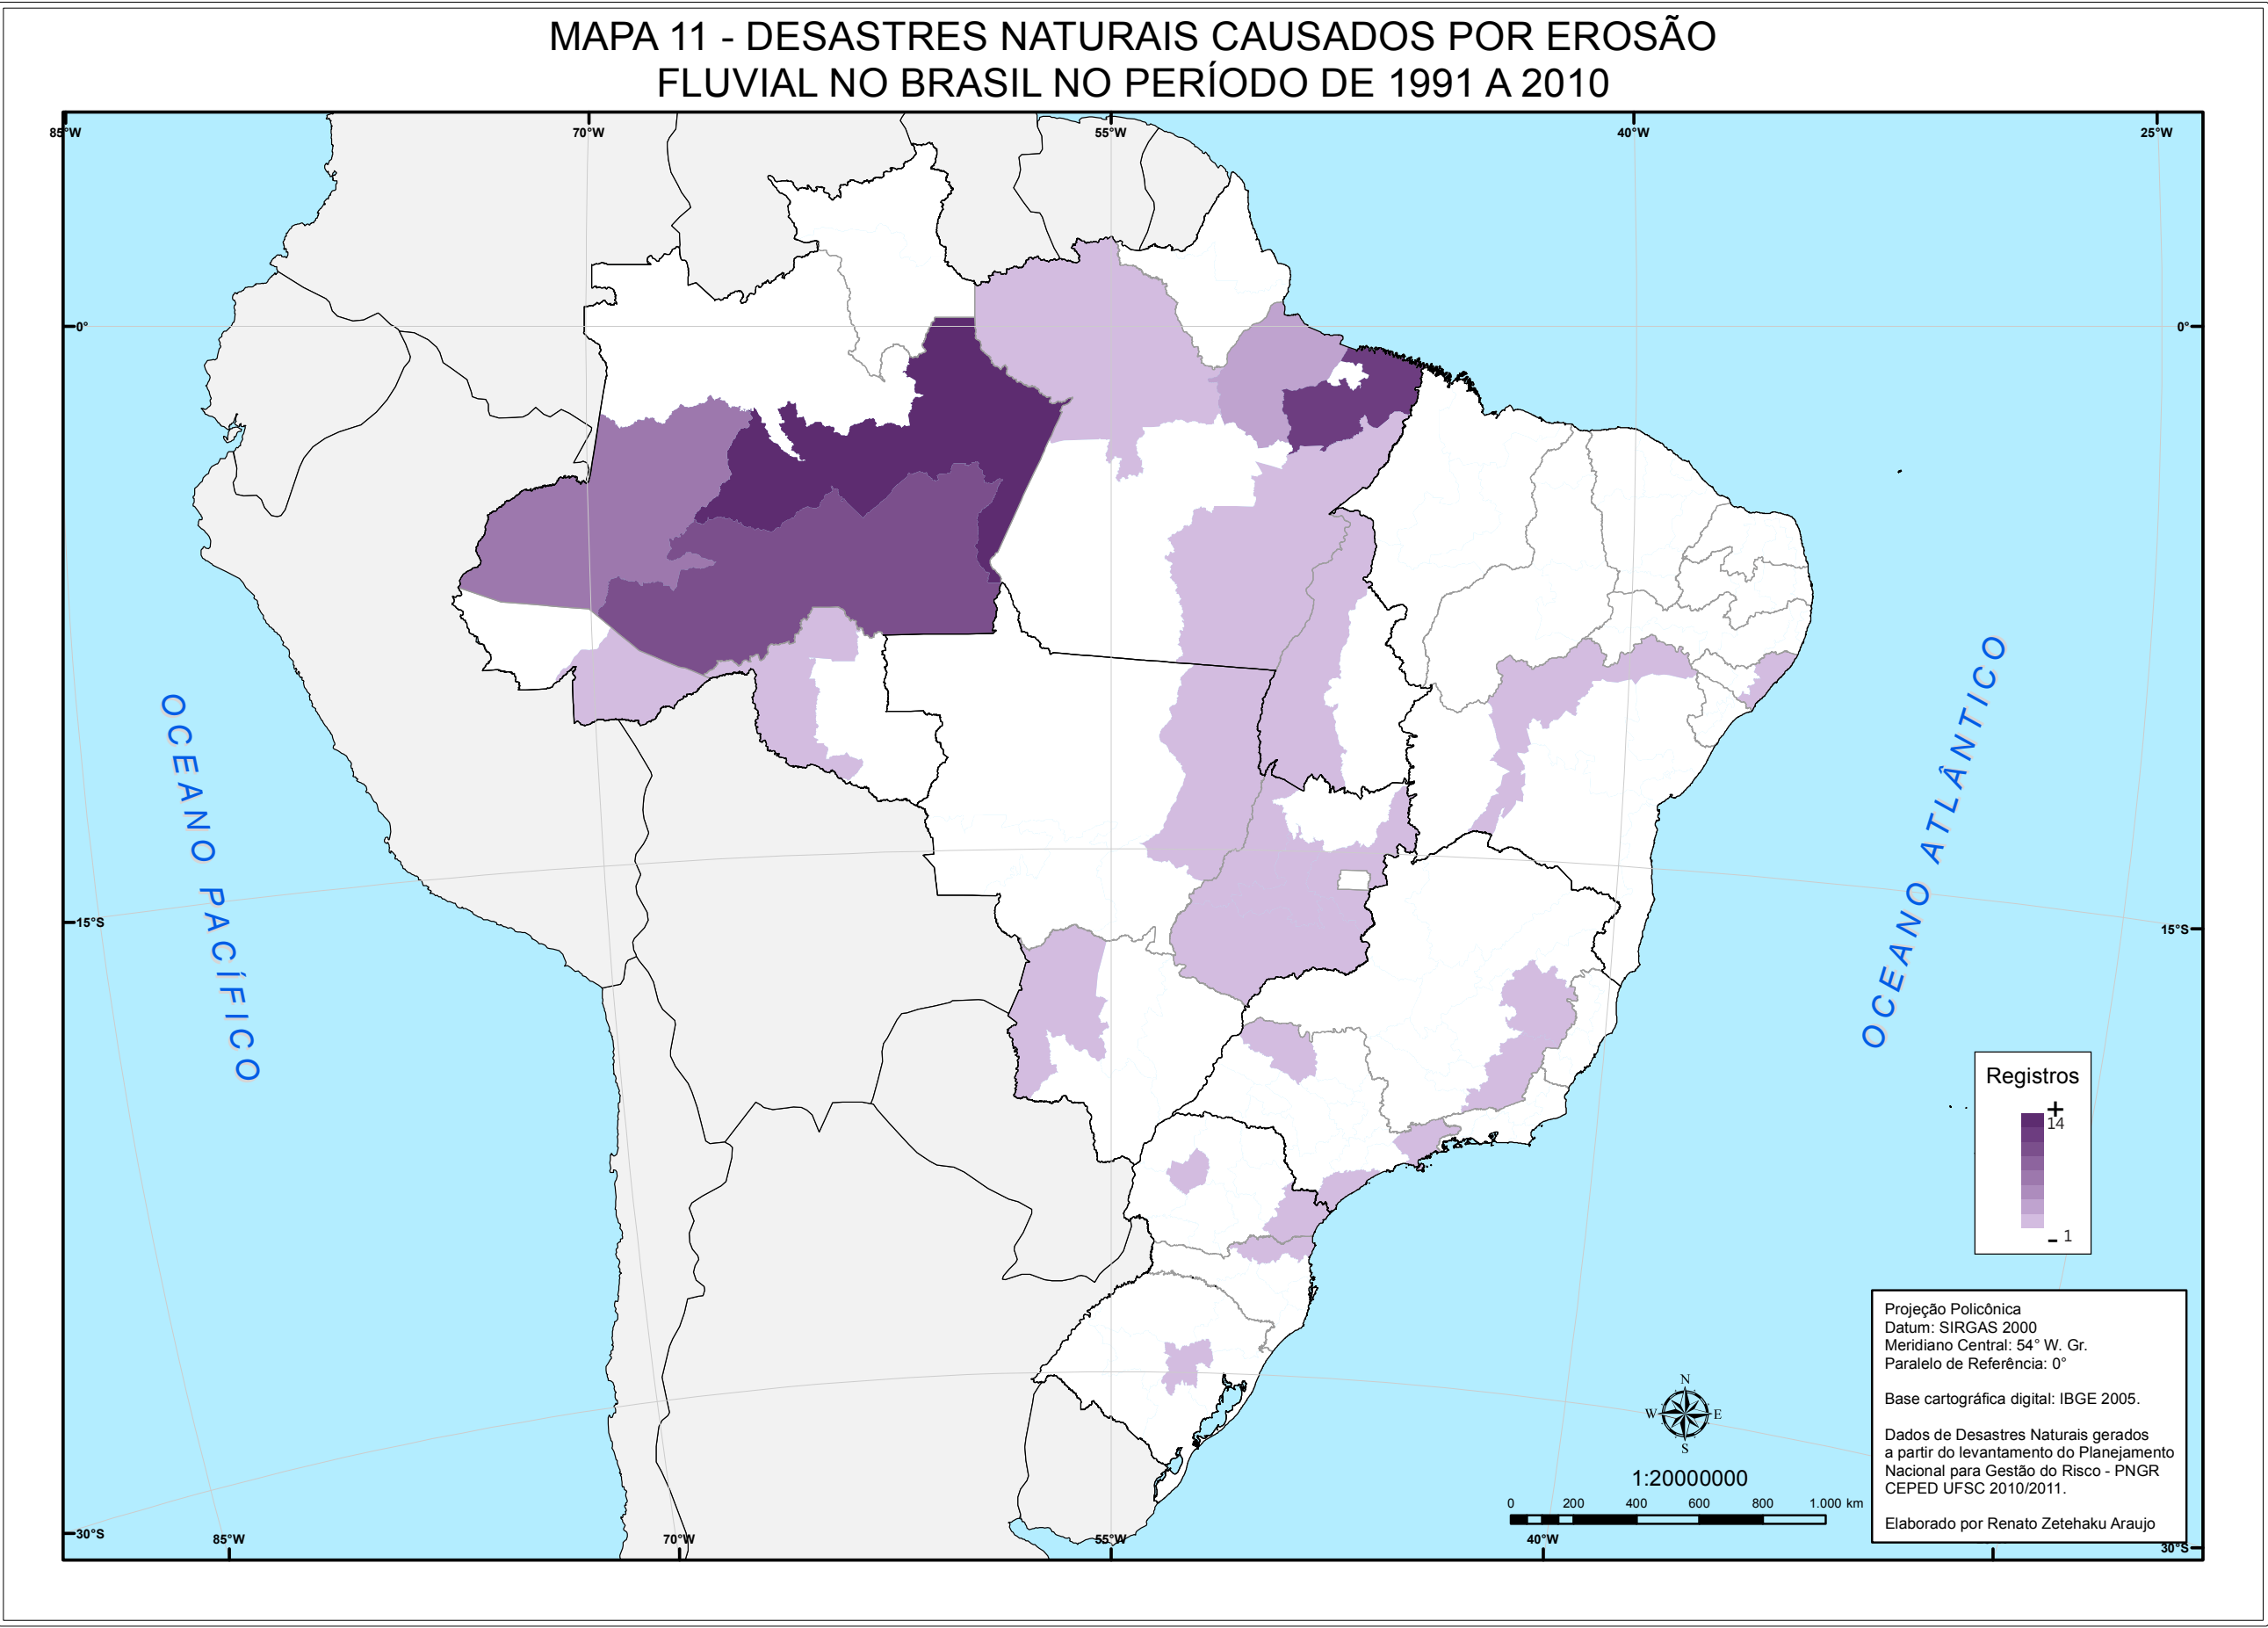 MAPA 11 - DESASTRES NATURAIS CAUSADOS POR EROSÃO
FLUVIAL NO BRASIL NO PERÍODO DE 1991 A 2010
85°W
70°W
55°W
40°W
25°W
0°
0°
OCEANO PACÍFICO
OCEANO ATLÂNTICO
15°S
15°S
Registros
+
14
- 1
Projeção Policônica
Datum: SIRGAS 2000
Meridiano Central: 54° W. Gr.
Paralelo de Referência: 0°
Base cartográfica digital: IBGE 2005.
Dados de Desastres Naturais gerados
a partir do levantamento do Planejamento
Nacional para Gestão do Risco - PNGR
CEPED UFSC 2010/2011.
Elaborado por Renato Zetehaku Araujo
N
W E
S
1:20000000
0 200 400 600 800 1.000 km
30°S
30°S
85°W
70°W
55°W
40°W